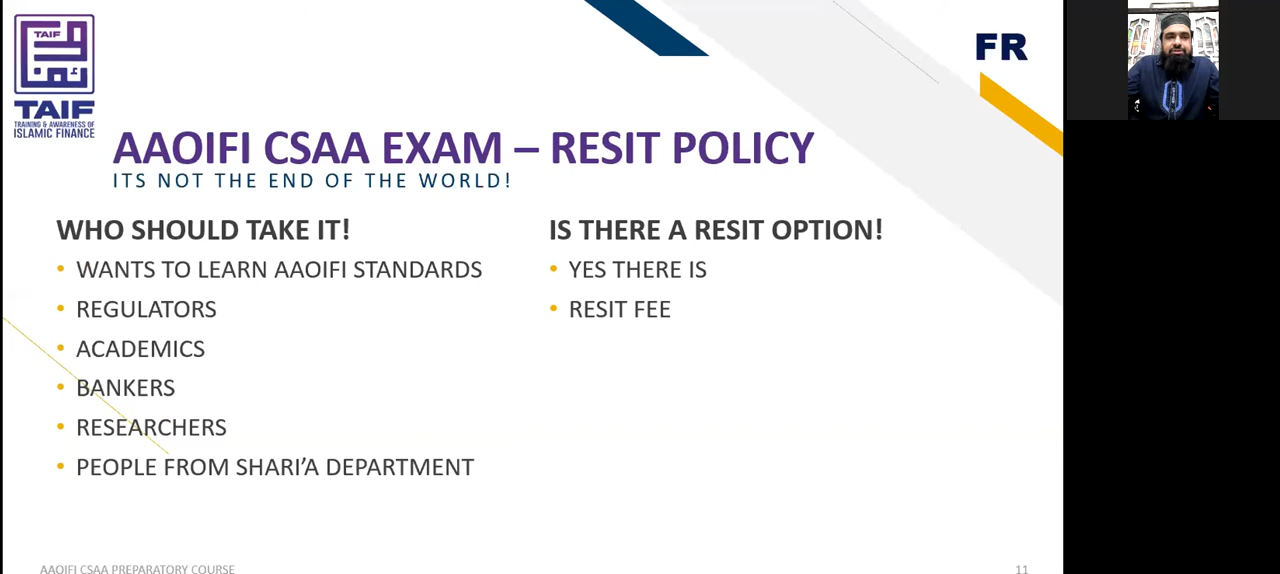 TAIF
TAIF
TRAINING & AWARENESS OF
ISLAMIC FINANCE
FR
AAOIFI CSAA EXAM – RESIT POLICY
ITS NOT THE END OF THE WORLD!
WHO SHOULD TAKE IT!
• WANTS TO LEARN AAOIFI STANDARDS
• REGULATORS
• ACADEMICS
• BANKERS
• RESEARCHERS
• PEOPLE FROM SHARI’A DEPARTMENT
IS THERE A RESIT OPTION!
• YES THERE IS
• RESIT FEE
AAOIFI CSAA PREPARATORY COURSE
11